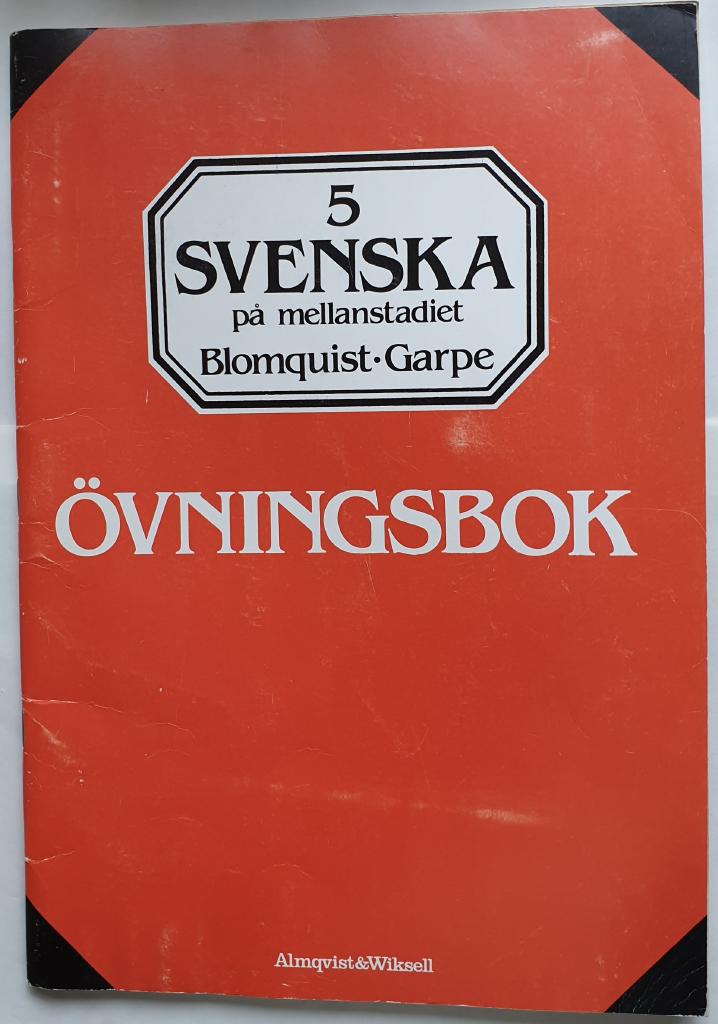 5
SVENSKA
på mellanstadiet
Blomquist·Garpe
ÖVNINGSBOK
Almqvist&Wiksell